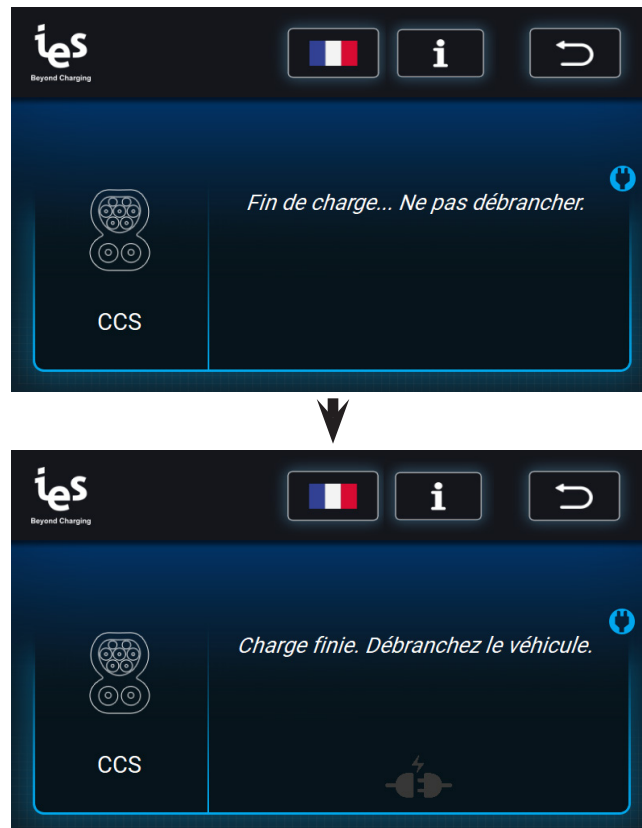 ies
Beyond Charging
i
Fin de charge... Ne pas débrancher.
CCS
ies
Beyond Charging
i
Charge finie. Débranchez le véhicule.
CCS